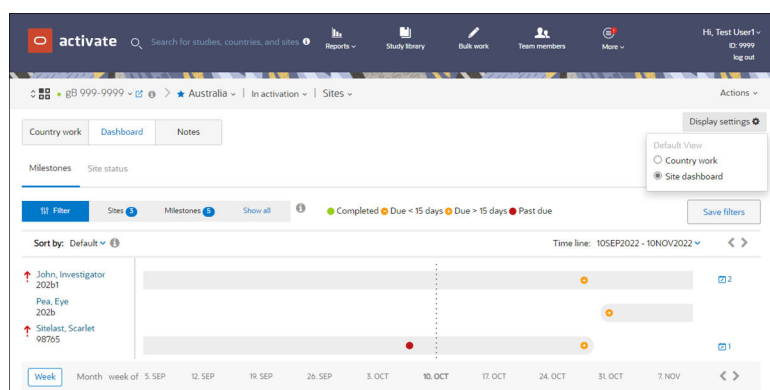 activate
Search for studies, countries, and sites
Reports
Study library
Bulk work
Team members
More
Hi, Test User1
ID: 9999
log out
gB 999-9999
Australia
In activation
Sites
Actions
Country work
Dashboard
Notes
Display settings
Default View
Country work
Site dashboard
Milestones
Site status
Filter
Sites 3
Milestones 5
Show all
Completed
Due < 15 days
Due > 15 days
Past due
Save filters
Sort by: Default
Time line: 10SEP2022 - 10NOV2022
John, Investigator
202b1
2
Pea, Eye
202b
Sitelast, Scarlet
98765
1
Week
Month
week of
5. SEP
12. SEP
19. SEP
26. SEP
3. OCT
10. OCT
17. OCT
24. OCT
31. OCT
7. NOV